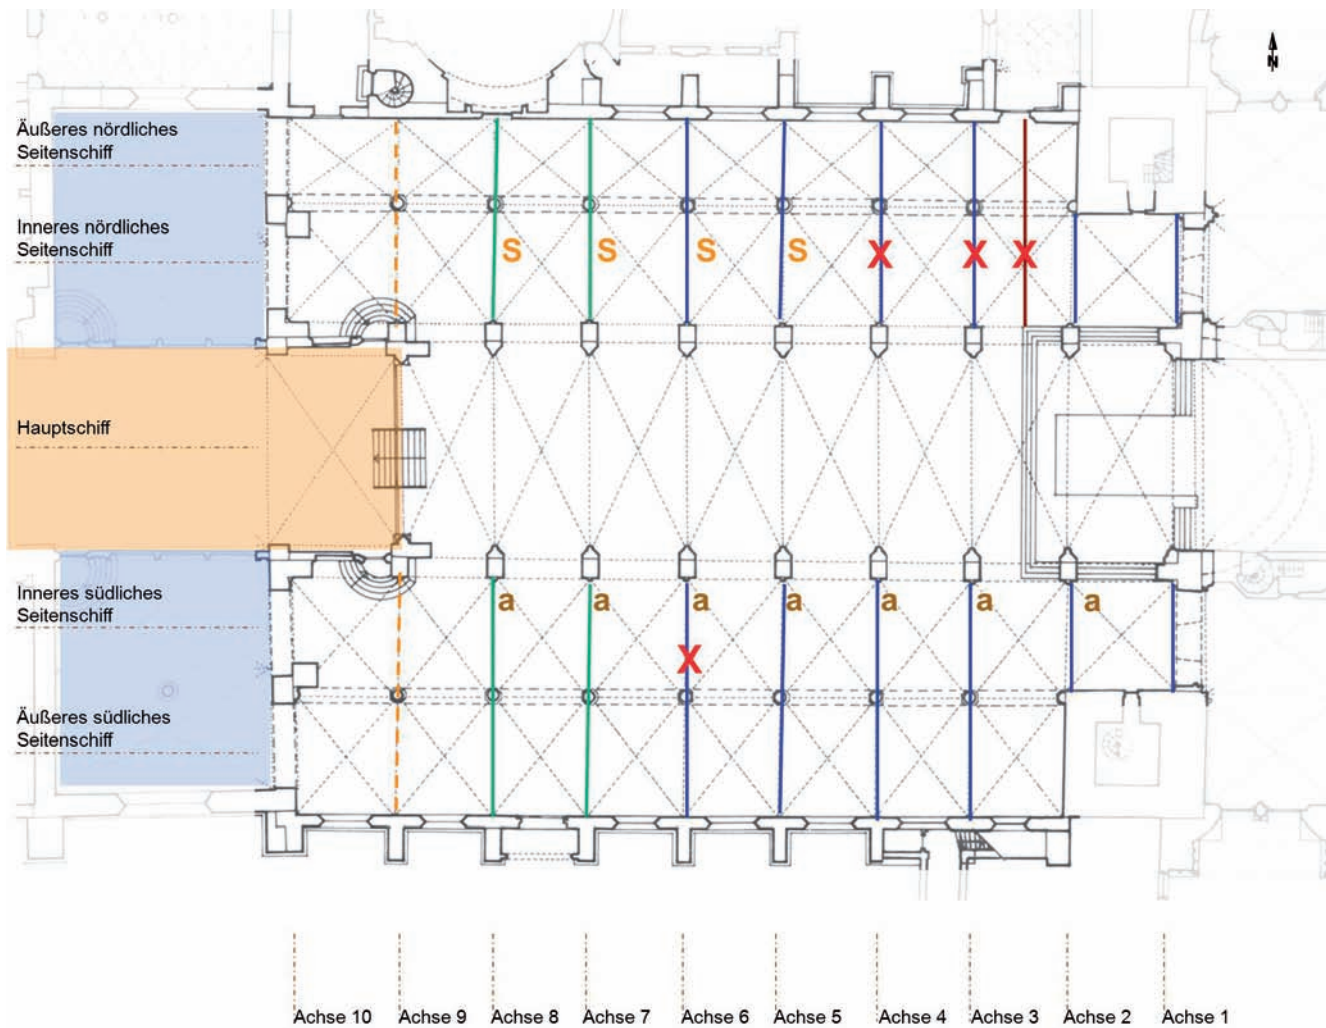 N
Äußeres nördliches
Seitenschiff
Inneres nördliches
Seitenschiff
S S S S X X X
Hauptschiff
Inneres südliches
Seitenschiff
a a a a a a a
X
Äußeres südliches
Seitenschiff
Achse 10 Achse 9 Achse 8 Achse 7 Achse 6 Achse 5 Achse 4 Achse 3 Achse 2 Achse 1